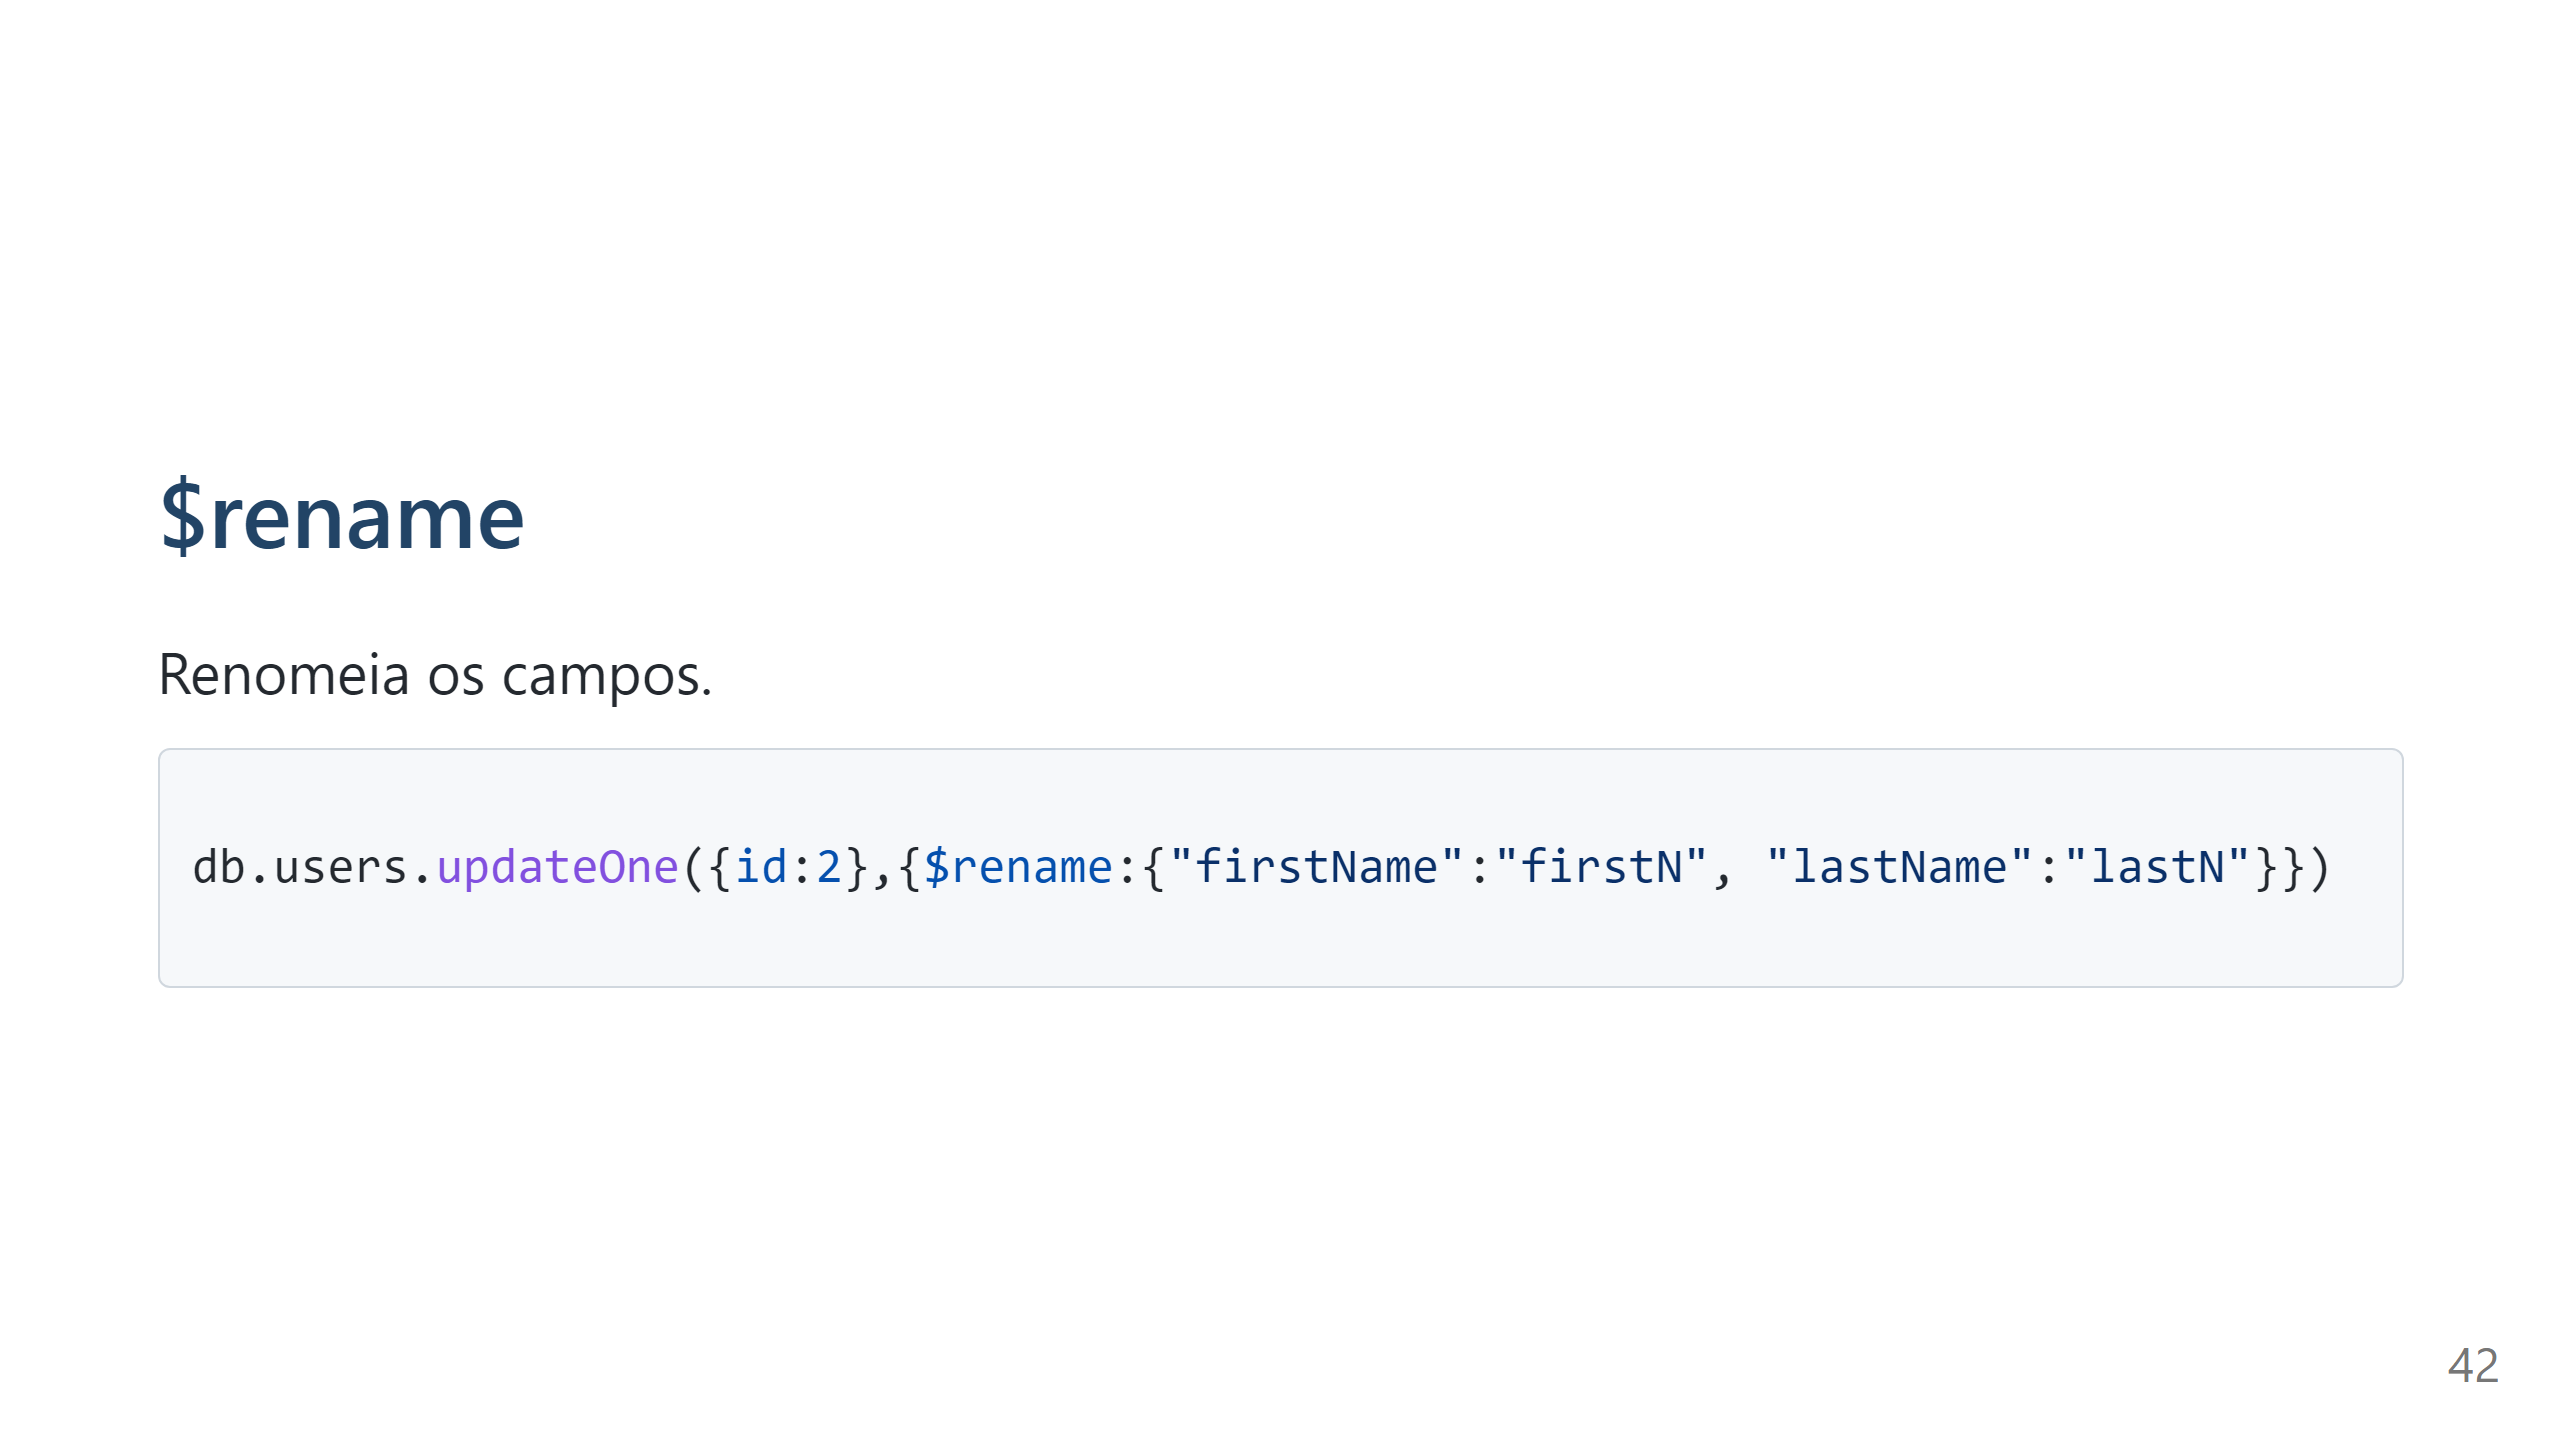 $rename
Renomeia os campos.
db.users.updateOne({id:2},{$rename:{"firstName":"firstN", "lastName":"lastN"}})
42